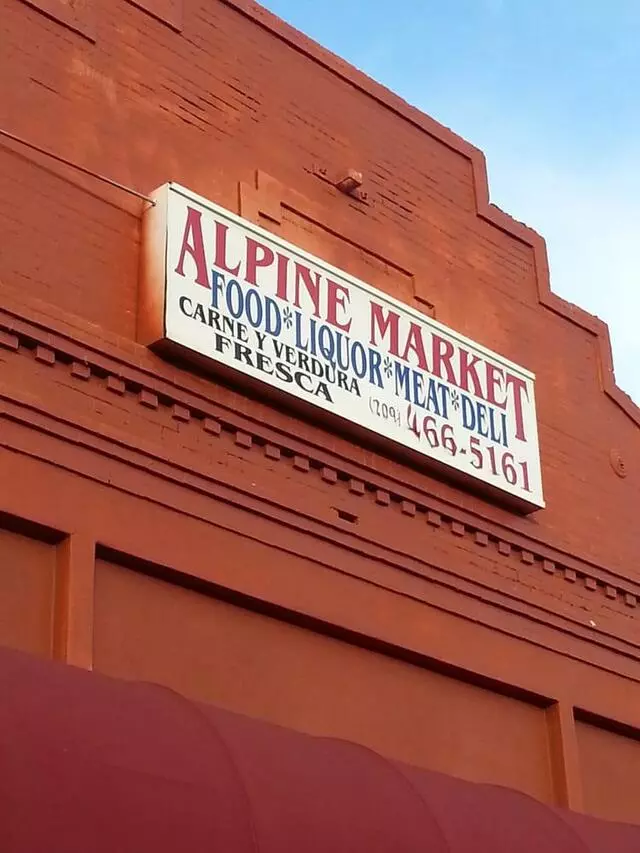 ALPINE MARKET
FOOD*LIQUOR*MEAT*DELI
CARNE Y VERDURA
FRESCA
(209) 466-5161